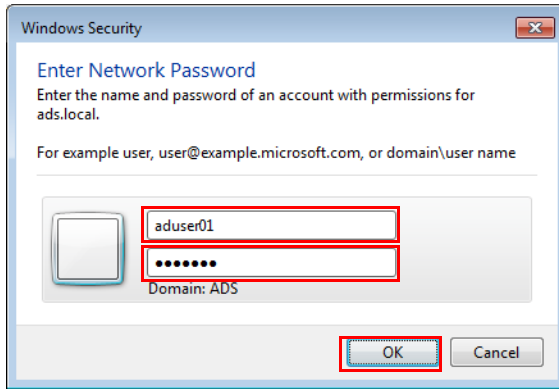 Windows Security
Enter Network Password
Enter the name and password of an account with permissions for
ads.local.
For example user, user@example.microsoft.com, or domain\user name
aduser01
●●●●●●●
Domain: ADS
OK
Cancel